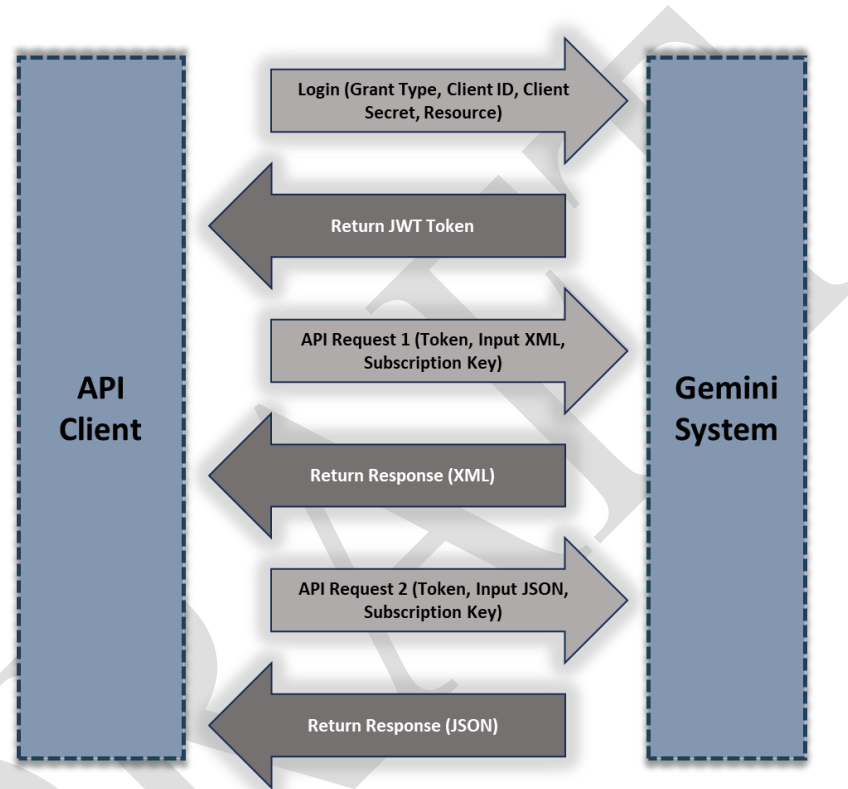 Login (Grant Type, Client ID, Client
Secret, Resource)
Return JWT Token
API Request 1 (Token, Input XML,
Subscription Key)
API
Client
Gemini
System
Return Response (XML)
API Request 2 (Token, Input JSON,
Subscription Key)
Return Response (JSON)
DRAFT